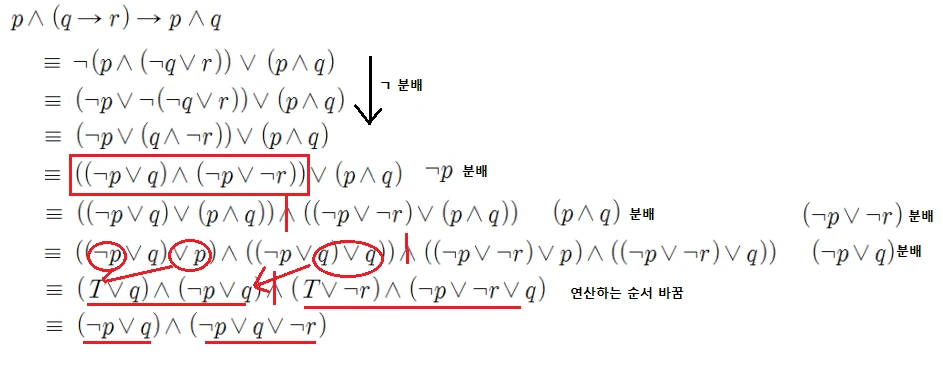 p ∧ (q → r) → p ∧ q
≡ ¬(p ∧ (¬q ∨ r)) ∨ (p ∧ q)
ㄱ 분배
≡ (¬p ∨ ¬(¬q ∨ r)) ∨ (p ∧ q)
≡ (¬p ∨ (q ∧ ¬r)) ∨ (p ∧ q)
≡ ((¬p ∨ q) ∧ (¬p ∨ ¬r)) ∨ (p ∧ q) ¬p 분배
≡ ((¬p ∨ q) ∨ (p ∧ q)) ∧ ((¬p ∨ ¬r) ∨ (p ∧ q)) (p ∧ q) 분배 (¬p ∨ ¬r) 분배
≡ ((¬p ∨ q) ∨ p) ∧ ((¬p ∨ q) ∨ q)) ∧ ((¬p ∨ ¬r) ∨ p) ∧ ((¬p ∨ ¬r) ∨ q)) (¬p ∨ q) 분배
≡ (T ∨ q) ∧ (¬p ∨ q) ∧ (T ∨ ¬r) ∧ (¬p ∨ ¬r ∨ q) 연산하는 순서 바꿈
≡ (¬p ∨ q) ∧ (¬p ∨ q ∨ ¬r)